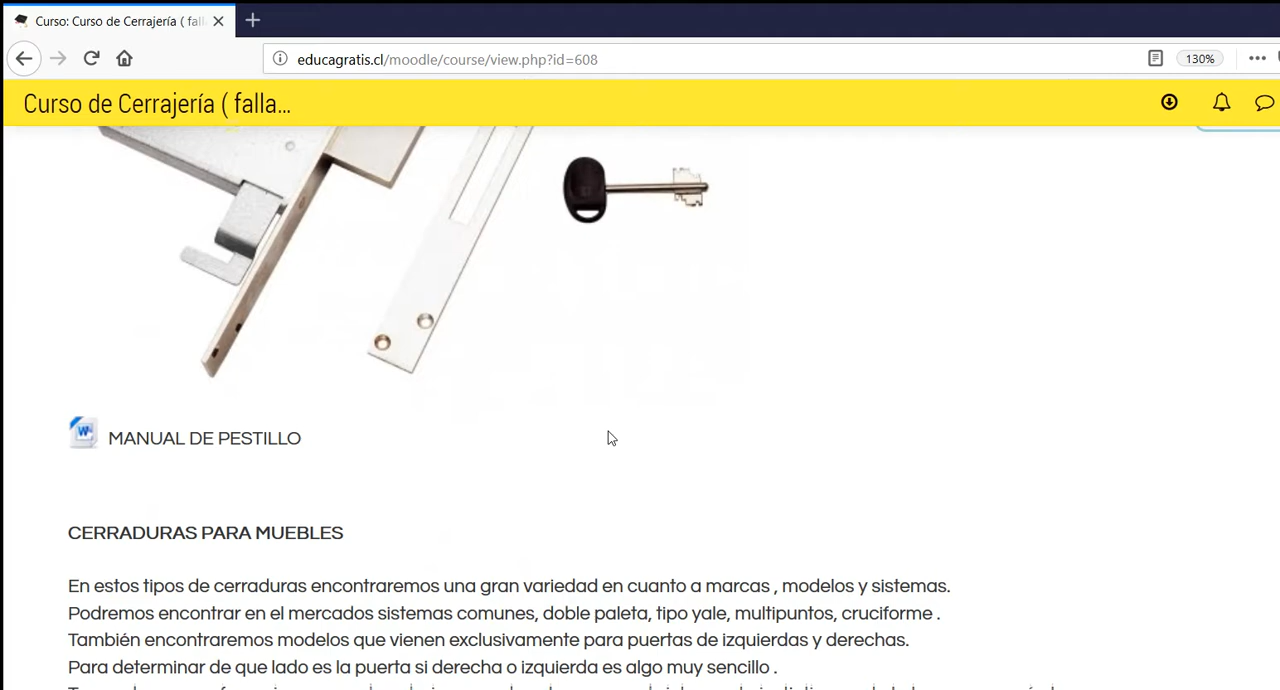 Curso: Curso de Cerrajería ( fall
educagratis.cl/moodle/course/view.php?id=608
130%
Curso de Cerrajería ( falla...
MANUAL DE PESTILLO
CERRADURAS PARA MUEBLES
En estos tipos de cerraduras encontraremos una gran variedad en cuanto a marcas , modelos y sistemas.
Podremos encontrar en el mercados sistemas comunes, doble paleta, tipo yale, multipuntos, cruciforme .
También encontraremos modelos que vienen exclusivamente para puertas de izquierdas y derechas.
Para determinar de que lado es la puerta si derecha o izquierda es algo muy sencillo .